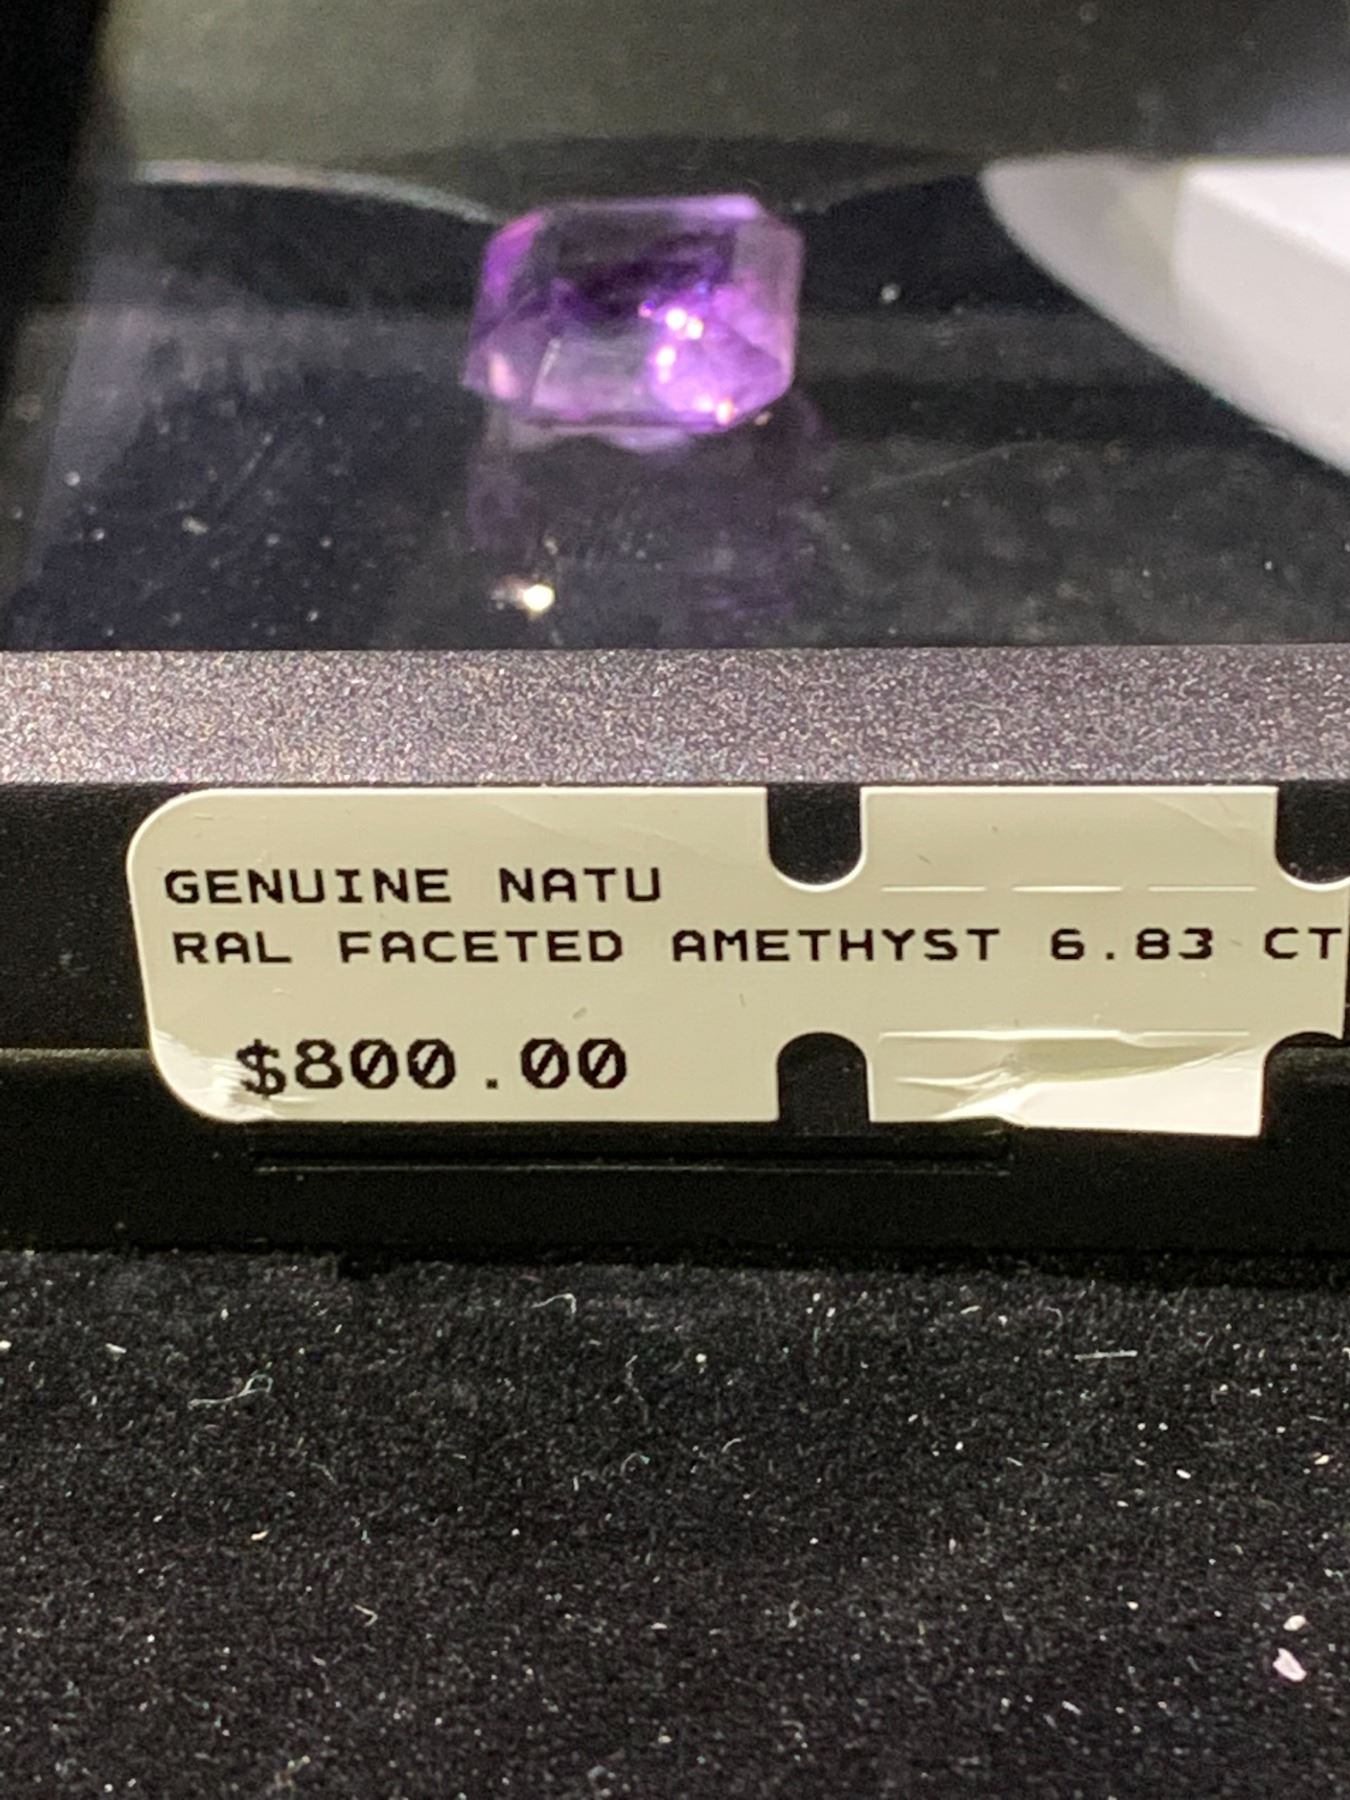 GENUINE NATU
RAL FACETED AMETHYST 6.83 CT
$800.00